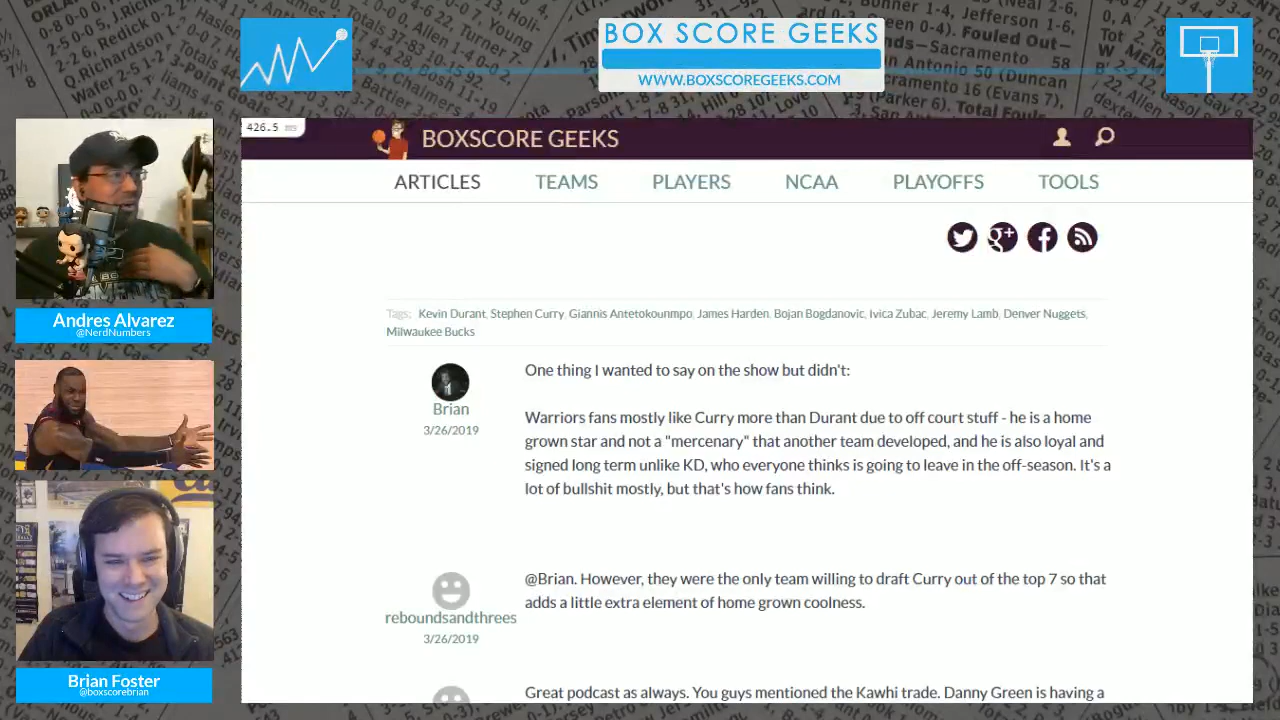 BOX SCORE GEEKS
WWW.BOXSCOREGEEKS.COM
426.5 ms
BOXSCORE GEEKS
ARTICLES TEAMS PLAYERS NCAA PLAYOFFS TOOLS
Tags: Kevin Durant, Stephen Curry, Giannis Antetokounmpo, James Harden, Bojan Bogdanovic, Ivica Zubac, Jeremy Lamb, Denver Nuggets,
Milwaukee Bucks
Brian
3/26/2019
One thing I wanted to say on the show but didn't:
Warriors fans mostly like Curry more than Durant due to off court stuff - he is a home
grown star and not a "mercenary" that another team developed, and he is also loyal and
signed long term unlike KD, who everyone thinks is going to leave in the off-season. It's a
lot of bullshit mostly, but that's how fans think.
reboundsandthrees
3/26/2019
@Brian. However, they were the only team willing to draft Curry out of the top 7 so that
adds a little extra element of home grown coolness.
Great podcast as always. You guys mentioned the Kawhi trade. Danny Green is having a
Andres Alvarez
@NerdNumbers
Brian Foster
@boxscorebrian